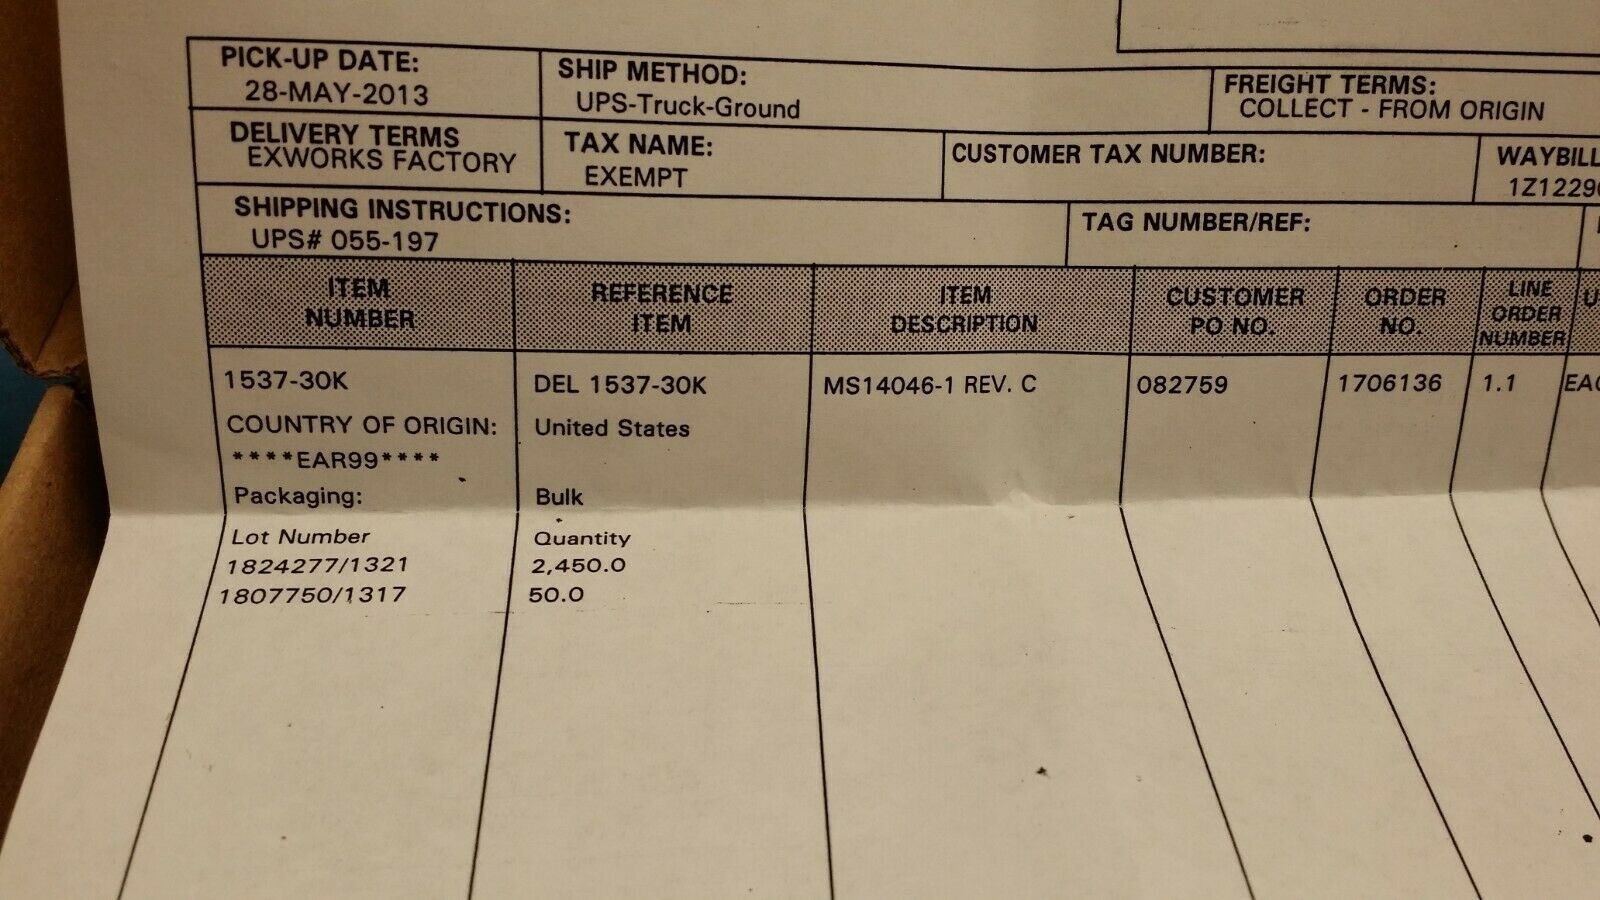 PICK-UP DATE:
28-MAY-2013
SHIP METHOD:
UPS-Truck-Ground
FREIGHT TERMS:
COLLECT - FROM ORIGIN
DELIVERY TERMS
EXWORKS FACTORY
TAX NAME:
EXEMPT
CUSTOMER TAX NUMBER:
WAYBILL
1Z1229
SHIPPING INSTRUCTIONS:
UPS# 055-197
TAG NUMBER/REF:
ITEM
NUMBER
REFERENCE
ITEM
ITEM
DESCRIPTION
CUSTOMER
PO NO.
ORDER
NO.
LINE
ORDER
NUMBER
1537-30K
DEL 1537-30K
MS14046-1 REV. C
082759
1706136
1.1
COUNTRY OF ORIGIN:
United States
****EAR99****
Packaging:
Bulk
Lot Number
Quantity
1824277/1321
2,450.0
1807750/1317
50.0